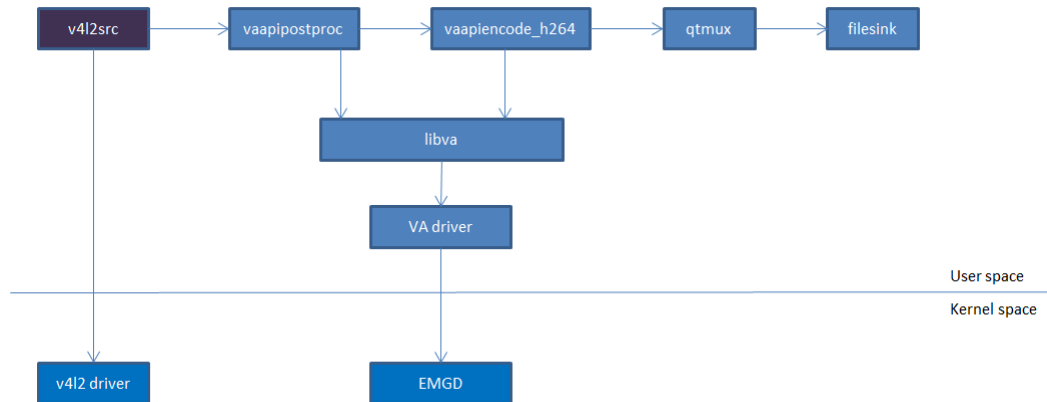 v4l2src
vaapipostproc
vaapiencode_h264
qtmux
filesink
libva
VA driver
User space
Kernel space
v4l2 driver
EMGD